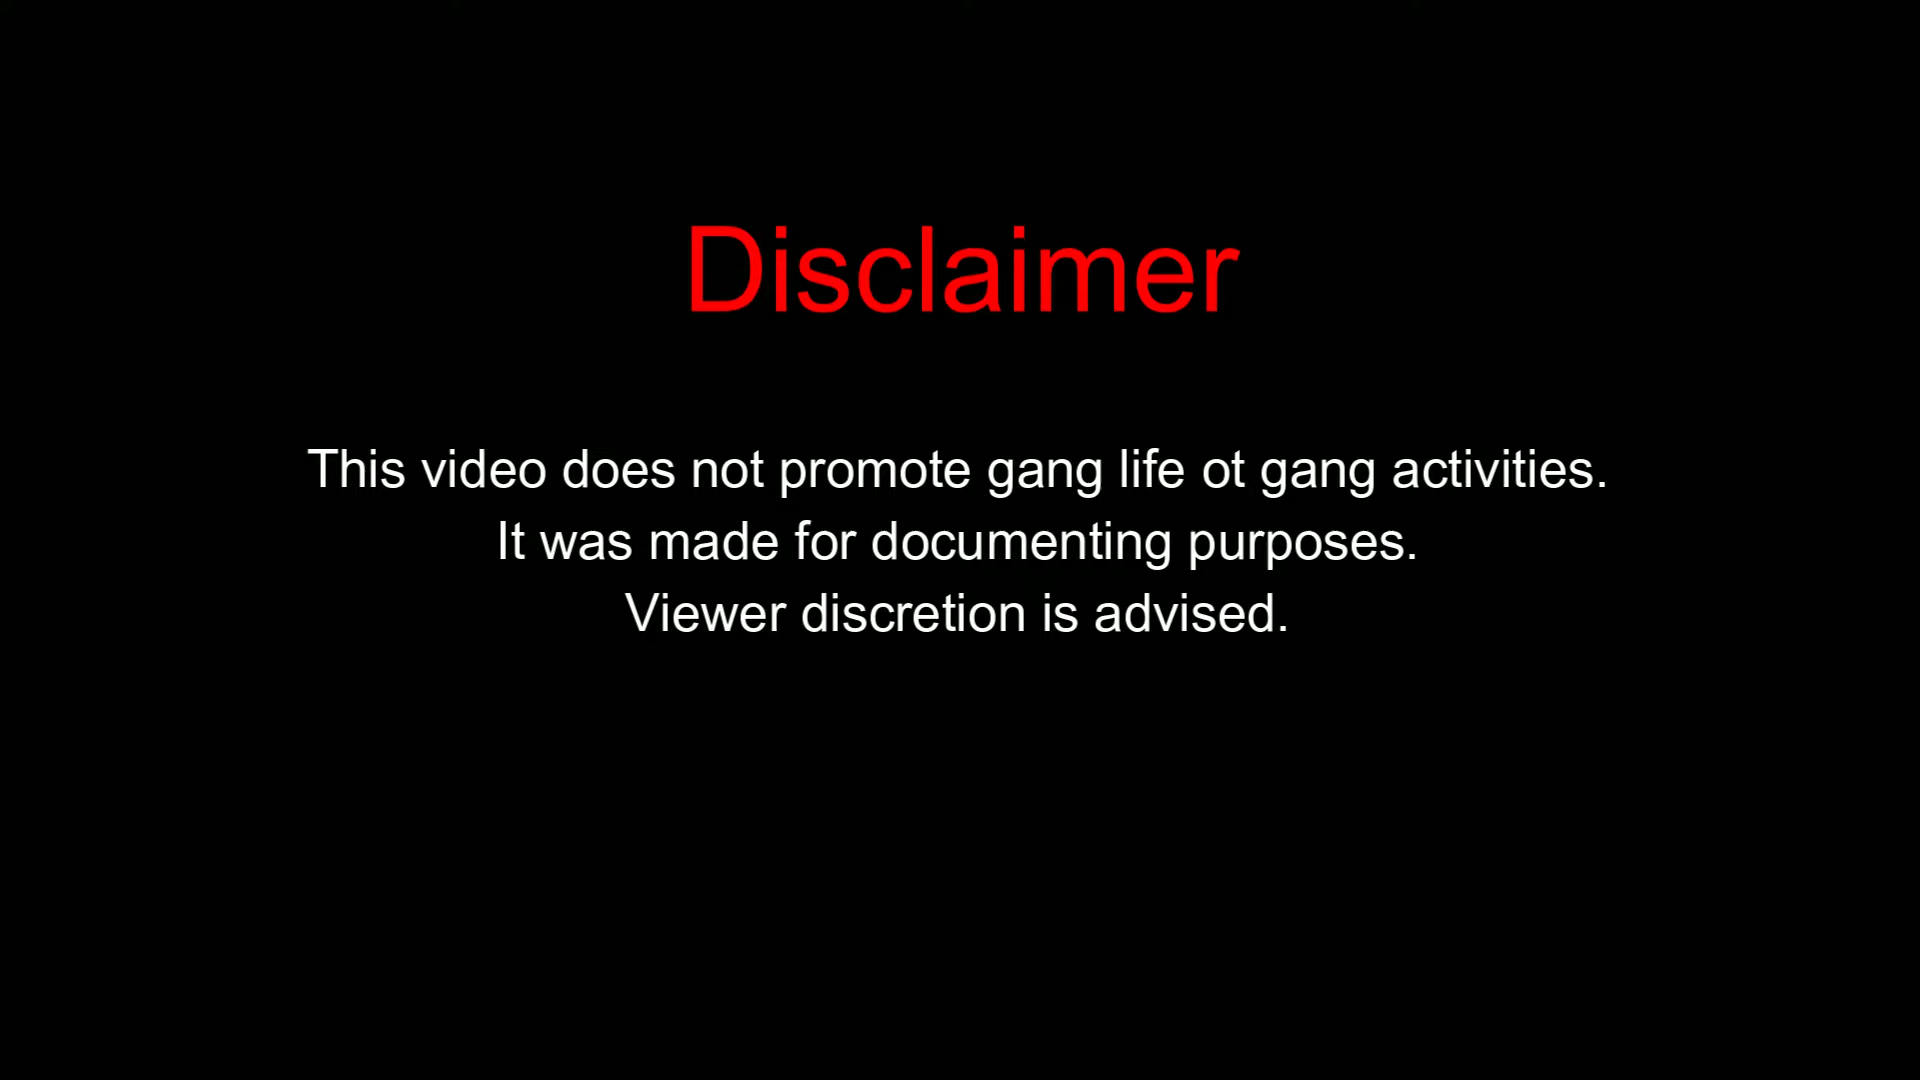 Disclaimer
This video does not promote gang life ot gang activities.
It was made for documenting purposes.
Viewer discretion is advised.